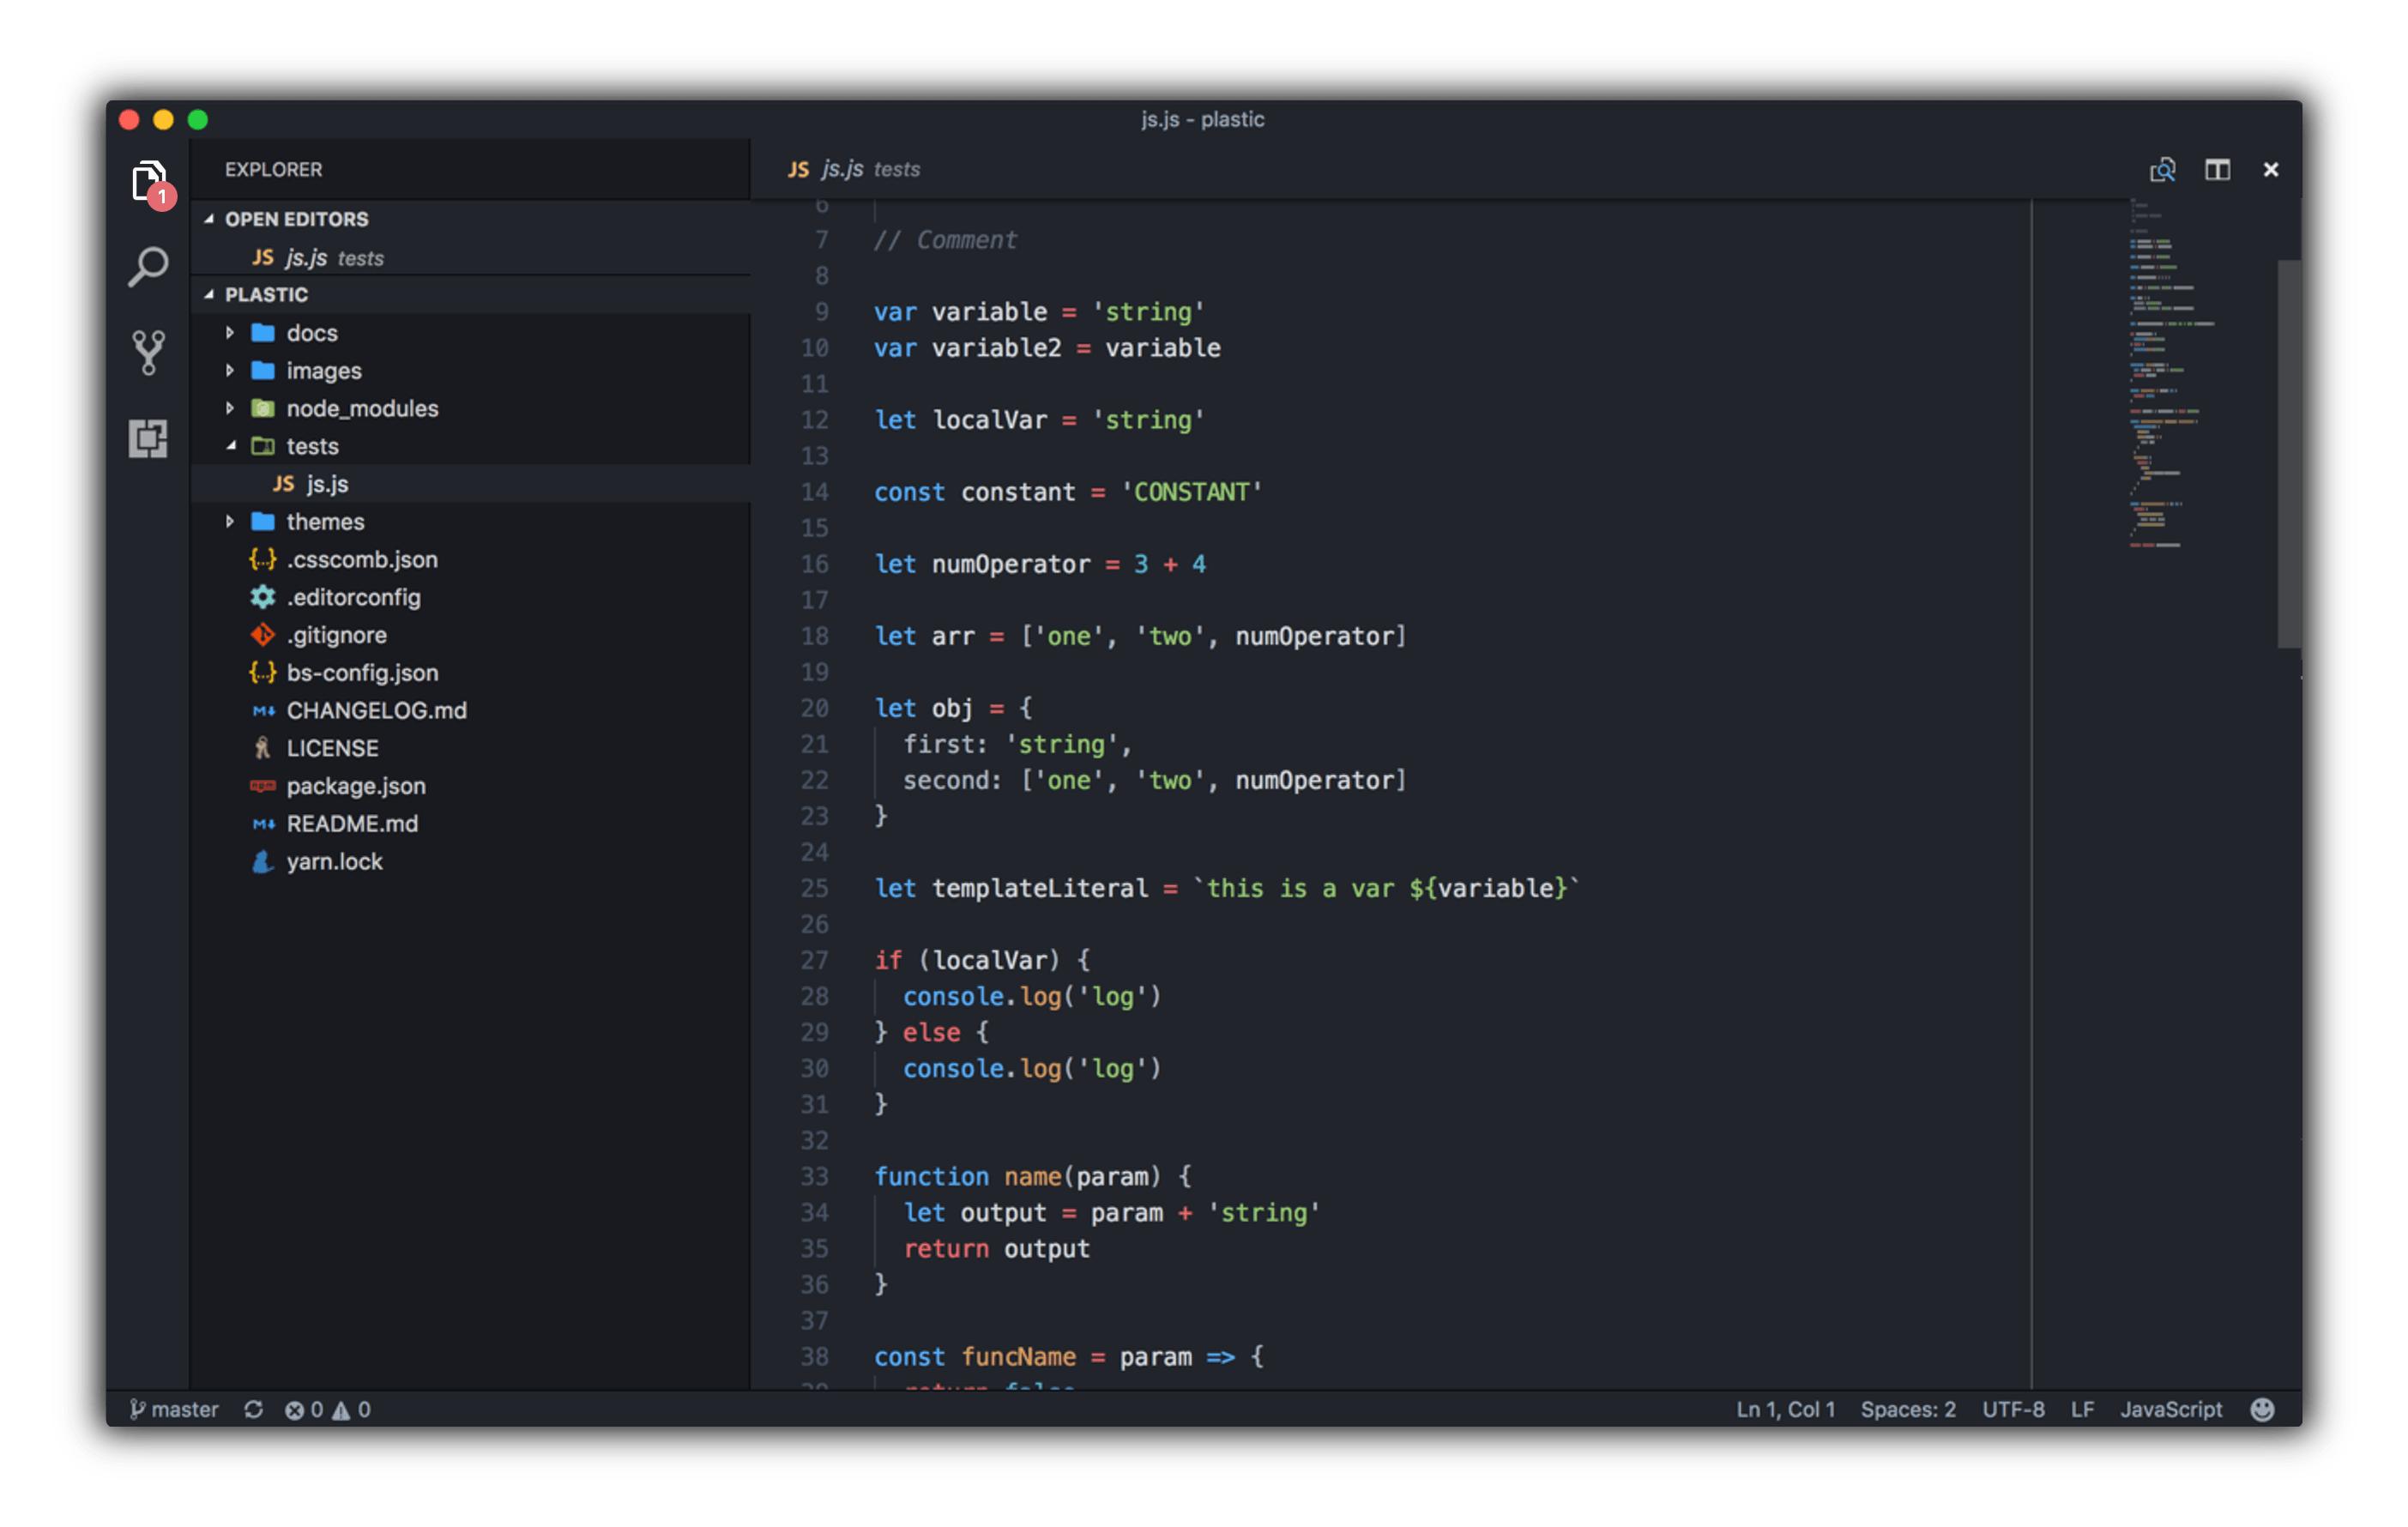 js.js - plastic
1
EXPLORER
OPEN EDITORS
JS js.js tests
PLASTIC
docs
images
node_modules
tests
JS js.js
themes
{..} .csscomb.json
.editorconfig
.gitignore
{..} bs-config.json
M↓ CHANGELOG.md
LICENSE
npm package.json
M↓ README.md
yarn.lock
JS js.js tests
6
7 // Comment
8
9 var variable = 'string'
10 var variable2 = variable
11
12 let localVar = 'string'
13
14 const constant = 'CONSTANT'
15
16 let numOperator = 3 + 4
17
18 let arr = ['one', 'two', numOperator]
19
20 let obj = {
21   first: 'string',
22   second: ['one', 'two', numOperator]
23 }
24
25 let templateLiteral = `this is a var ${variable}`
26
27 if (localVar) {
28   console.log('log')
29 } else {
30   console.log('log')
31 }
32
33 function name(param) {
34   let output = param + 'string'
35   return output
36 }
37
38 const funcName = param => {
39   return false
master 0 0
Ln 1, Col 1 Spaces: 2 UTF-8 LF JavaScript